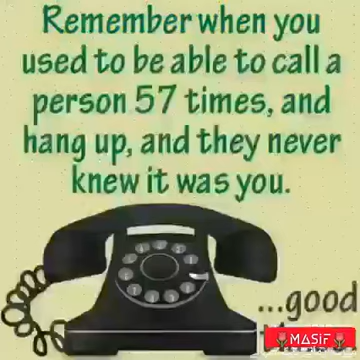 Remember when you
used to be able to call a
person 57 times, and
hang up, and they never
knew it was you.
...good
MASIF